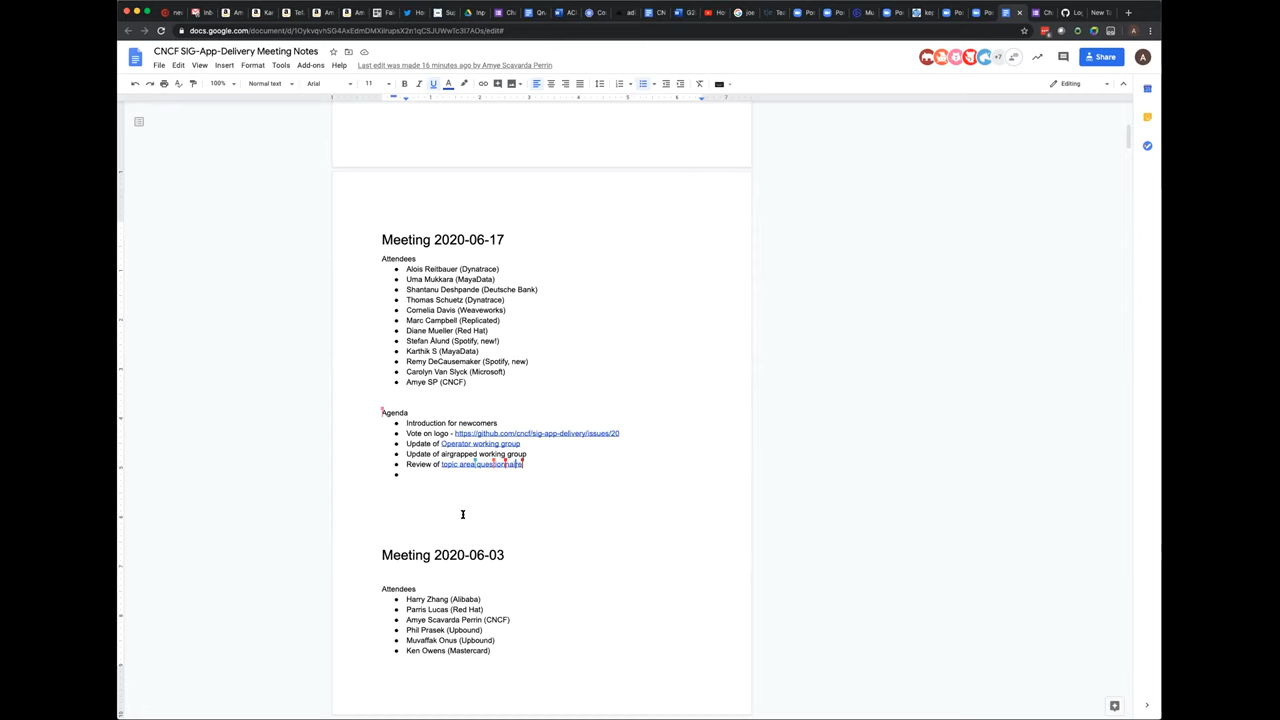 docs.google.com/document/d/1OykvqvhSG4AxEdmDMXiIrupsX2n1qCSJUWwTc3l7AOs/edit#
CNCF SIG-App-Delivery Meeting Notes
File Edit View Insert Format Tools Add-ons Help Last edit was made 16 minutes ago by Amye Scavarda Perrin
+7
Share
A
100% Normal text Arial 11 Editing
Meeting 2020-06-17
Attendees
Alois Reitbauer (Dynatrace)
Uma Mukkara (MayaData)
Shantanu Deshpande (Deutsche Bank)
Thomas Schuetz (Dynatrace)
Cornelia Davis (Weaveworks)
Marc Campbell (Replicated)
Diane Mueller (Red Hat)
Stefan Ålund (Spotify, new!)
Karthik S (MayaData)
Remy DeCausemaker (Spotify, new)
Carolyn Van Slyck (Microsoft)
Amye SP (CNCF)
Agenda
Introduction for newcomers
Vote on logo - https://github.com/cncf/sig-app-delivery/issues/20
Update of Operator working group
Update of airgrapped working group
Review of topic area questionnaire
Meeting 2020-06-03
Attendees
Harry Zhang (Alibaba)
Parris Lucas (Red Hat)
Amye Scavarda Perrin (CNCF)
Phil Prasek (Upbound)
Muvaffak Onus (Upbound)
Ken Owens (Mastercard)